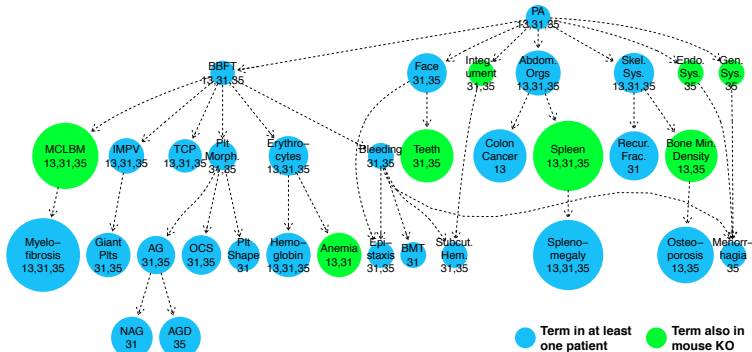 PA
13,31,35
BBFT
13,31,35
Face
31,35
Integ-
ument
31,35
Abdom.
Orgs
13,31,35
Skel.
Sys.
13,31,35
Endo.
Sys.
35
Gen.
Sys.
35
MCLBM
13,31,35
IMPV
13,31,35
TCP
13,31,35
Plt
Morph.
31,35
Erythro-
cytes
13,31,35
Bleeding
31,35
Teeth
31,35
Colon
Cancer
13
Spleen
13,31,35
Recur.
Frac.
31
Bone Min.
Density
13,35
Myelo-
fibrosis
13,31,35
Giant
Plts
31,35
AG
31,35
OCS
31,35
Plt
Shape
31
Hemo-
globin
13,31,35
Anemia
13,31
Epi-
staxis
31,35
BMT
31
Subcut.
Hem.
31,35
Spleno-
megaly
13,31,35
Osteo-
porosis
13,35
Menorr-
hagia
35
NAG
31
AGD
35
Term in at least
one patient
Term also in
mouse KO